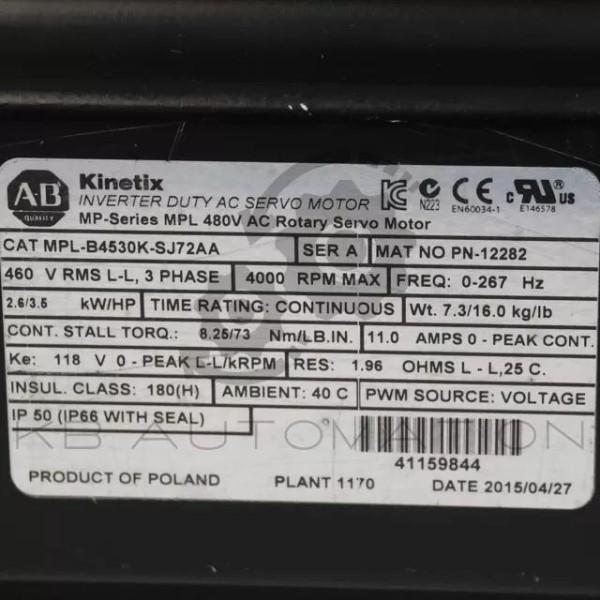 A-B
QUALITY
Kinetix
INVERTER DUTY AC SERVO MOTOR
MP-Series MPL 480V AC Rotary Servo Motor
N223
EN60034-1
c UR US
E146578
CAT MPL-B4530K-SJ72AA SER A MAT NO PN-12282
460 V RMS L-L, 3 PHASE 4000 RPM MAX FREQ: 0-267 Hz
2.6/3.5 kW/HP TIME RATING: CONTINUOUS Wt. 7.3/16.0 kg/lb
CONT. STALL TORQ.: 8.25/73 Nm/LB.IN. 11.0 AMPS 0 - PEAK CONT.
Ke: 118 V 0 - PEAK L-L/kRPM RES: 1.96 OHMS L - L,25 C.
INSUL. CLASS: 180(H) AMBIENT: 40 C PWM SOURCE: VOLTAGE
IP 50 (IP66 WITH SEAL)
KB AUTOMATION
41159844
PRODUCT OF POLAND PLANT 1170 DATE 2015/04/27